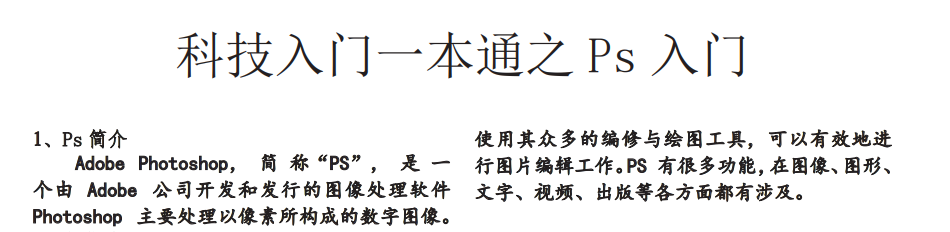 科技入门一本通之 Ps 入门
1、Ps 简介
Adobe Photoshop, 简 称“PS”, 是 一
个由 Adobe 公司开发和发行的图像处理软件
Photoshop 主要处理以像素所构成的数字图像。
使用其众多的编修与绘图工具，可以有效地进
行图片编辑工作。PS 有很多功能，在图像、图形、
文字、视频、出版等各方面都有涉及。